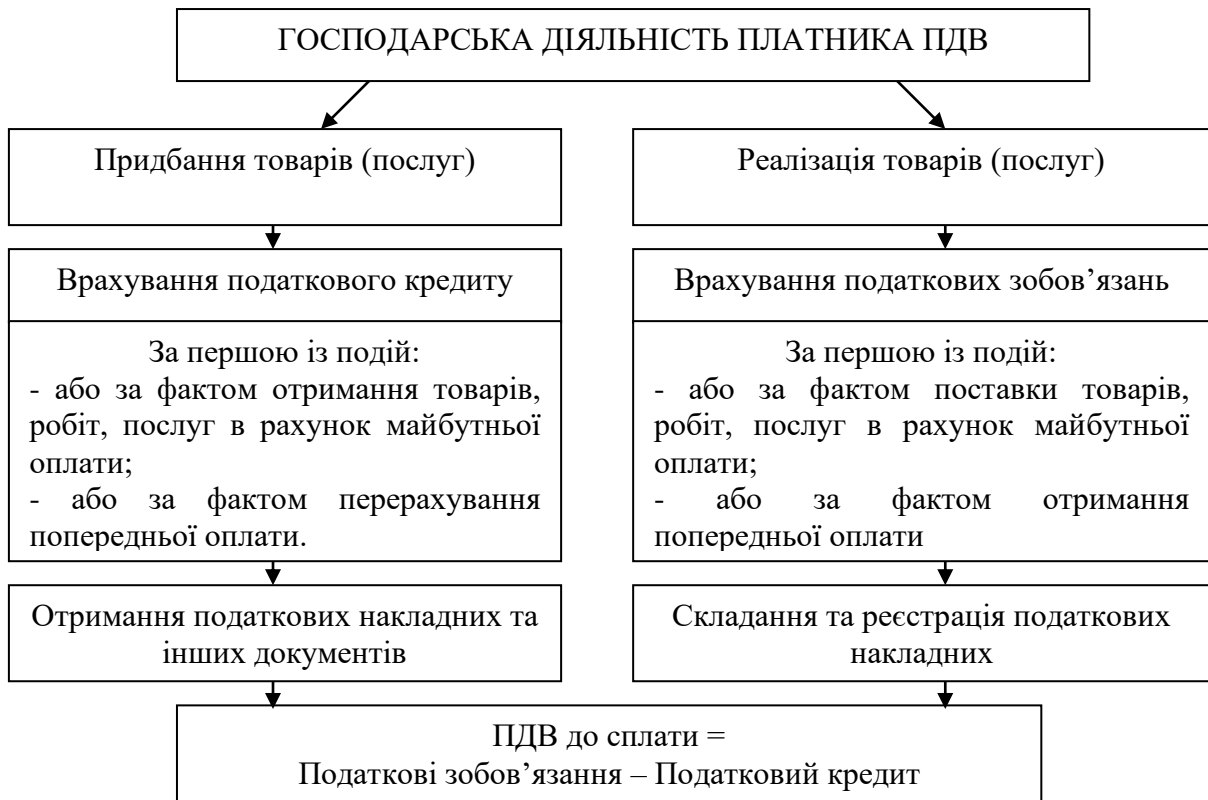 ГОСПОДАРСЬКА ДІЯЛЬНІСТЬ ПЛАТНИКА ПДВ
Придбання товарів (послуг)
Врахування податкового кредиту
За першою із подій:
- або за фактом отримання товарів,
робіт, послуг в рахунок майбутньої
оплати;
- або за фактом перерахування
попередньої оплати.
Отримання податкових накладних та
інших документів
Реалізація товарів (послуг)
Врахування податкових зобов’язань
За першою із подій:
- або за фактом поставки товарів,
робіт, послуг в рахунок майбутньої
оплати;
- або за фактом отримання
попередньої оплати
Складання та реєстрація податкових
накладних
ПДВ до сплати =
Податкові зобов’язання – Податковий кредит